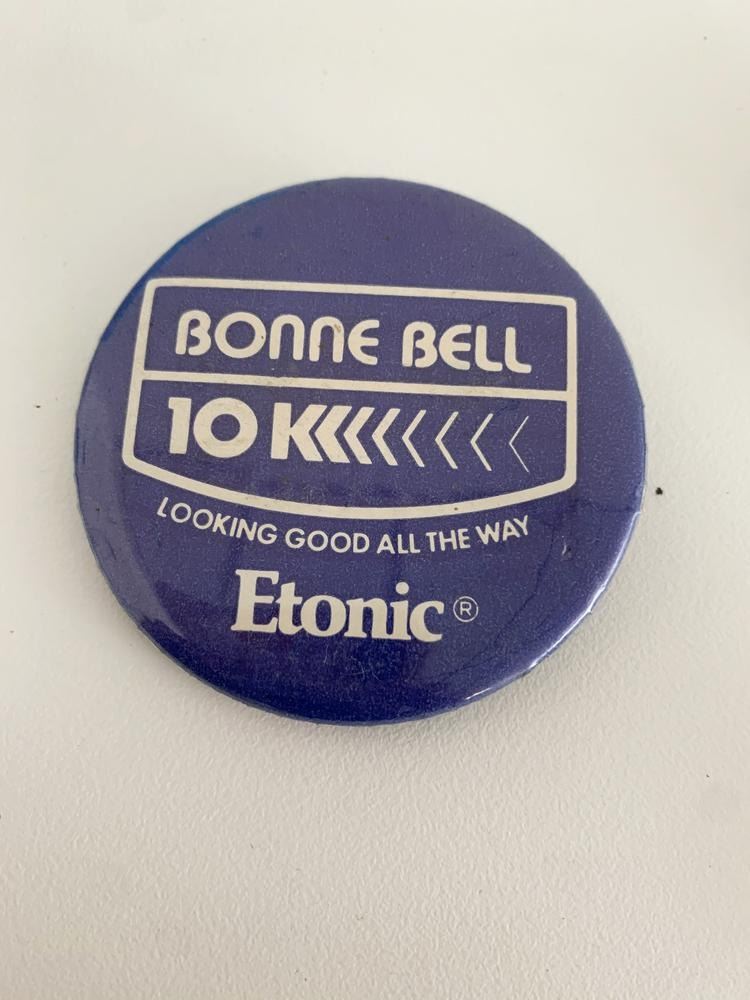 BONNE BELL
10 K
LOOKING GOOD ALL THE WAY
Etonic®